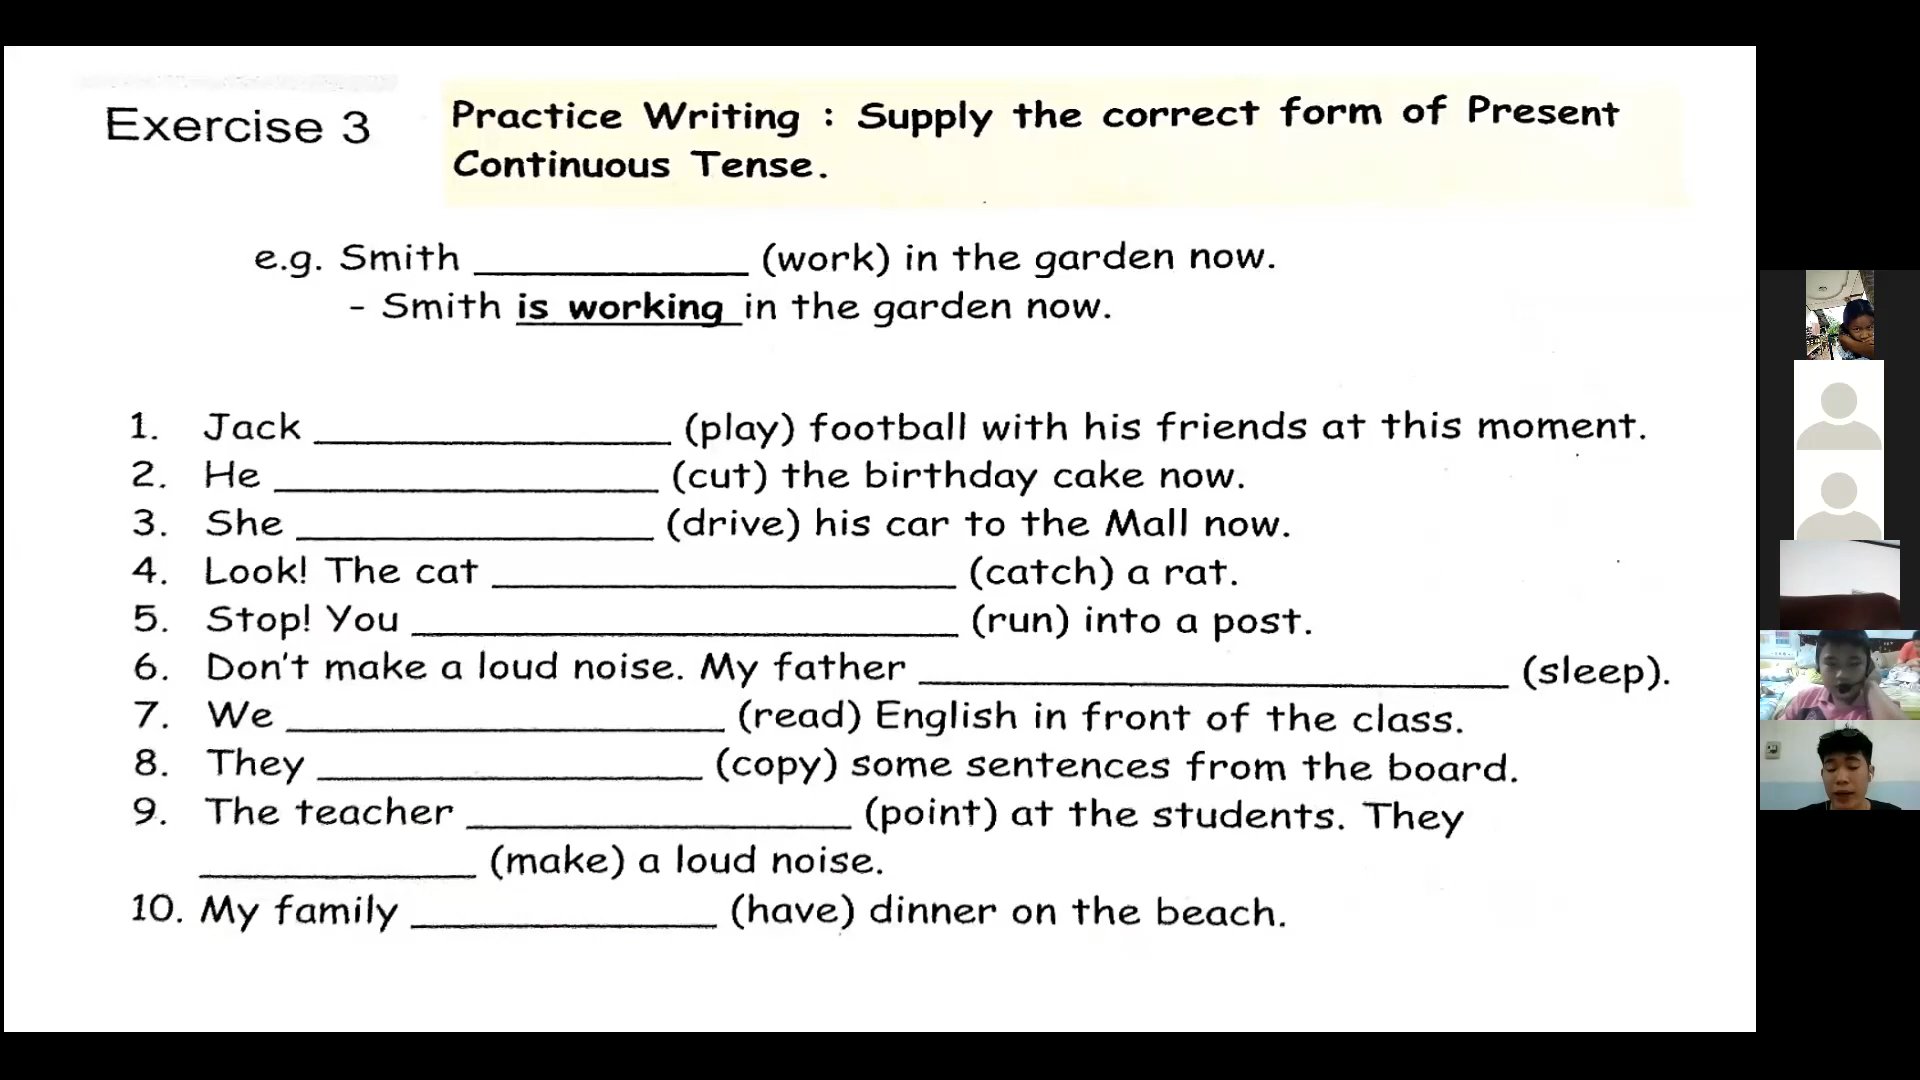 Exercise 3
Practice Writing : Supply the correct form of Present
Continuous Tense.
e.g. Smith ____________ (work) in the garden now.
- Smith is working in the garden now.
1. Jack ________________ (play) football with his friends at this moment.
2. He _________________ (cut) the birthday cake now.
3. She ________________ (drive) his car to the Mall now.
4. Look! The cat _____________________ (catch) a rat.
5. Stop! You ________________________ (run) into a post.
6. Don't make a loud noise. My father __________________________ (sleep).
7. We ___________________ (read) English in front of the class.
8. They _________________ (copy) some sentences from the board.
9. The teacher _________________ (point) at the students. They
____________ (make) a loud noise.
10. My family _____________ (have) dinner on the beach.